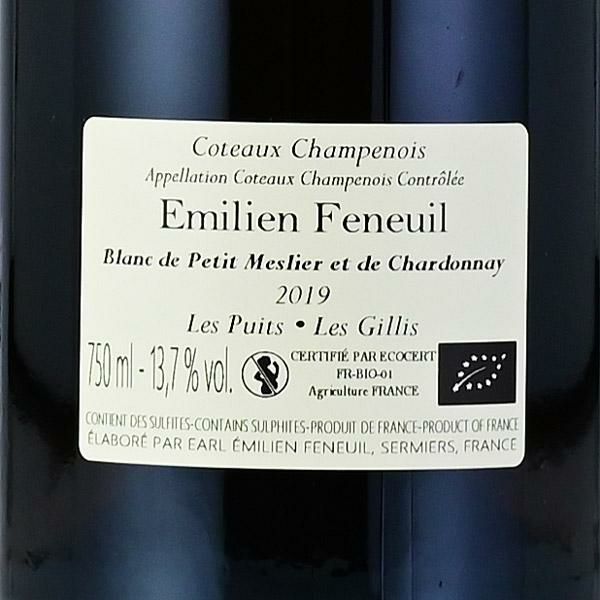 Coteaux Champenois
Appellation Coteaux Champenois Contrôlée
Emilien Feneuil
Blanc de Petit Meslier et de Chardonnay
2019
Les Puits • Les Gillis
750 ml - 13,7 % vol.
CERTIFIÉ PAR ECOCERT
FR-BIO-01
Agriculture FRANCE
CONTIENT DES SULFITES-CONTAINS SULPHITES-PRODUIT DE FRANCE-PRODUCT OF FRANCE
ÉLABORÉ PAR EARL ÉMILIEN FENEUIL, SERMIERS, FRANCE